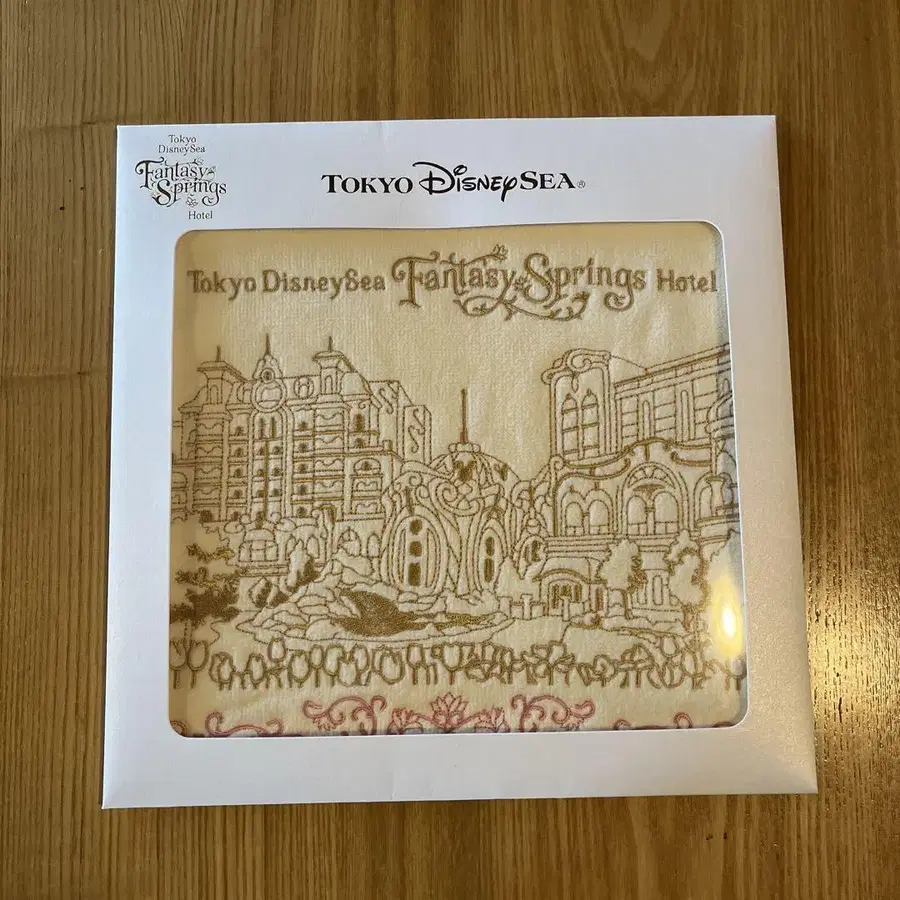 Tokyo
DisneySea
Fantasy
Springs
Hotel
TOKYO DISNEYSEA®
Tokyo DisneySea Fantasy Springs Hotel